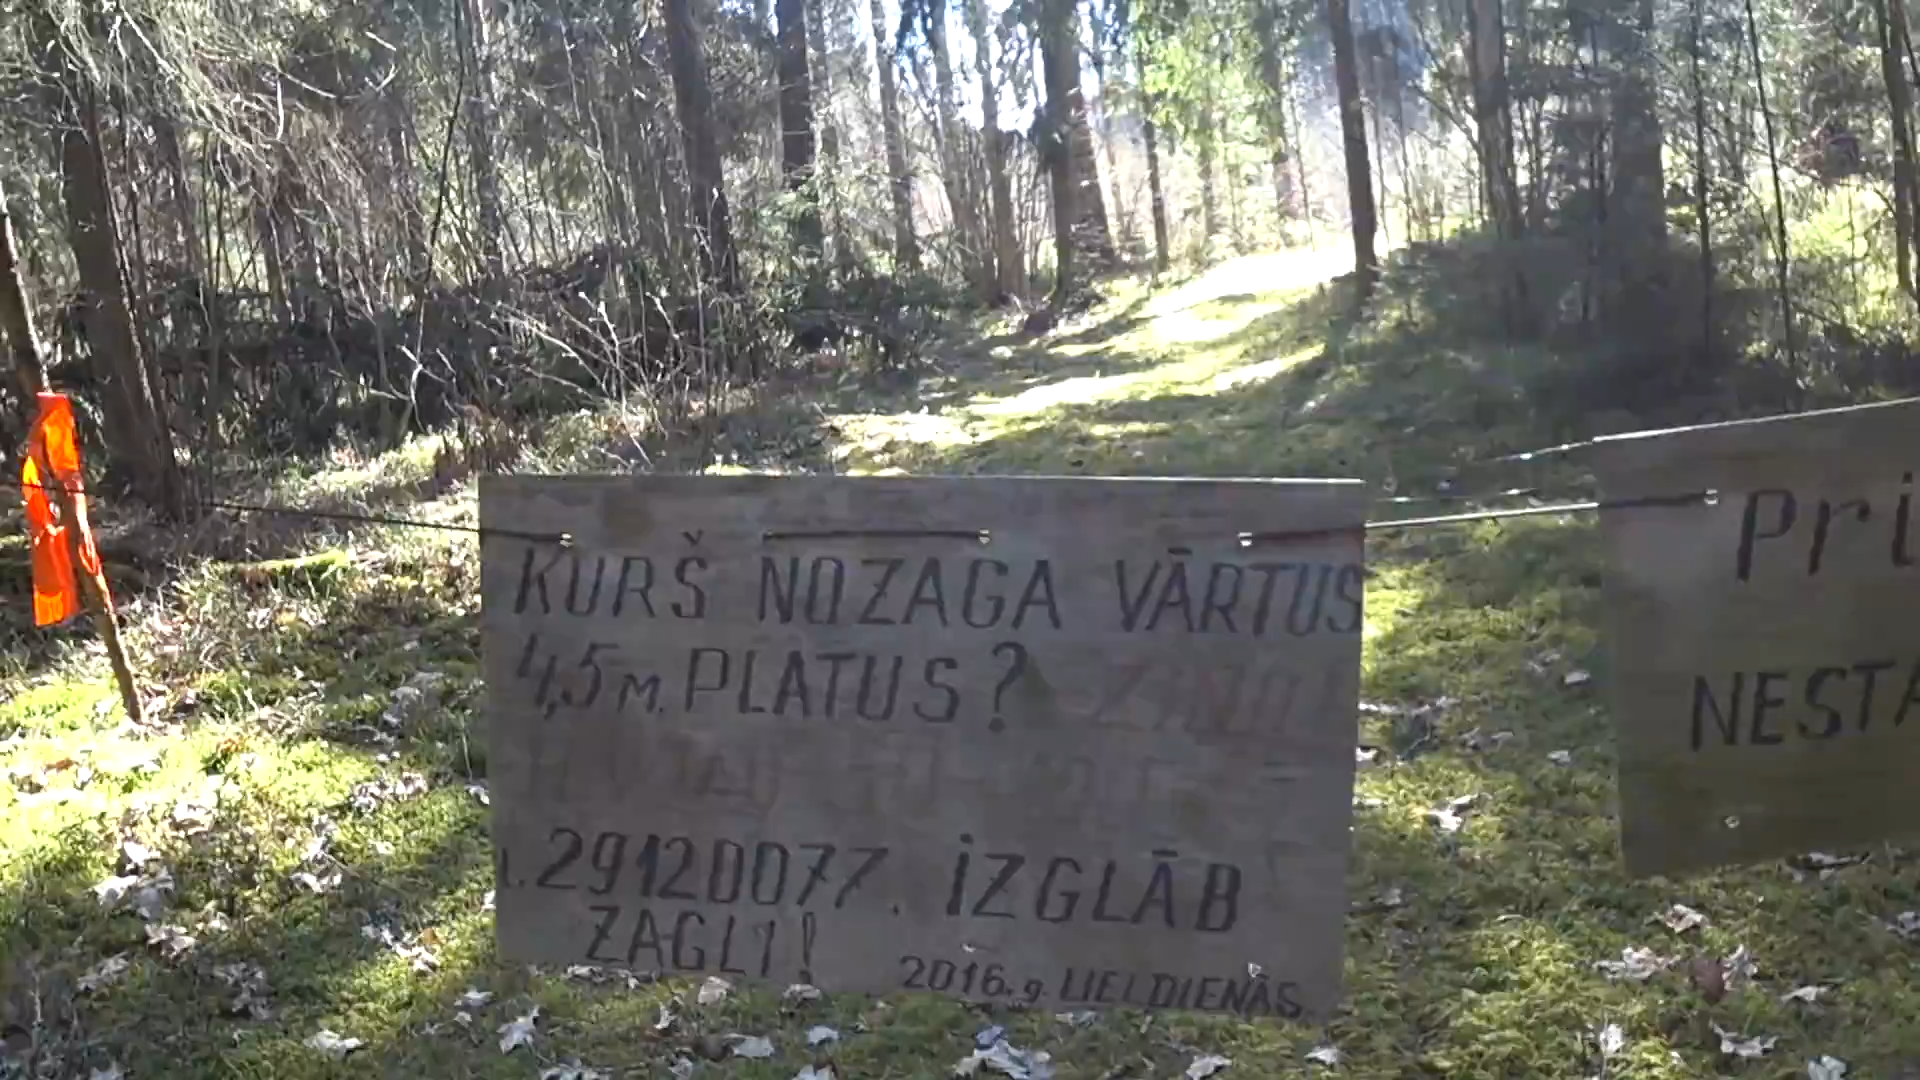 KURŠ NOZAGA VĀRTUS
4,5 m. PLATUS?
29120077. IZGLĀB
ZAGLI!
2016. g. LIELDIENĀS.
Pri
NESTA